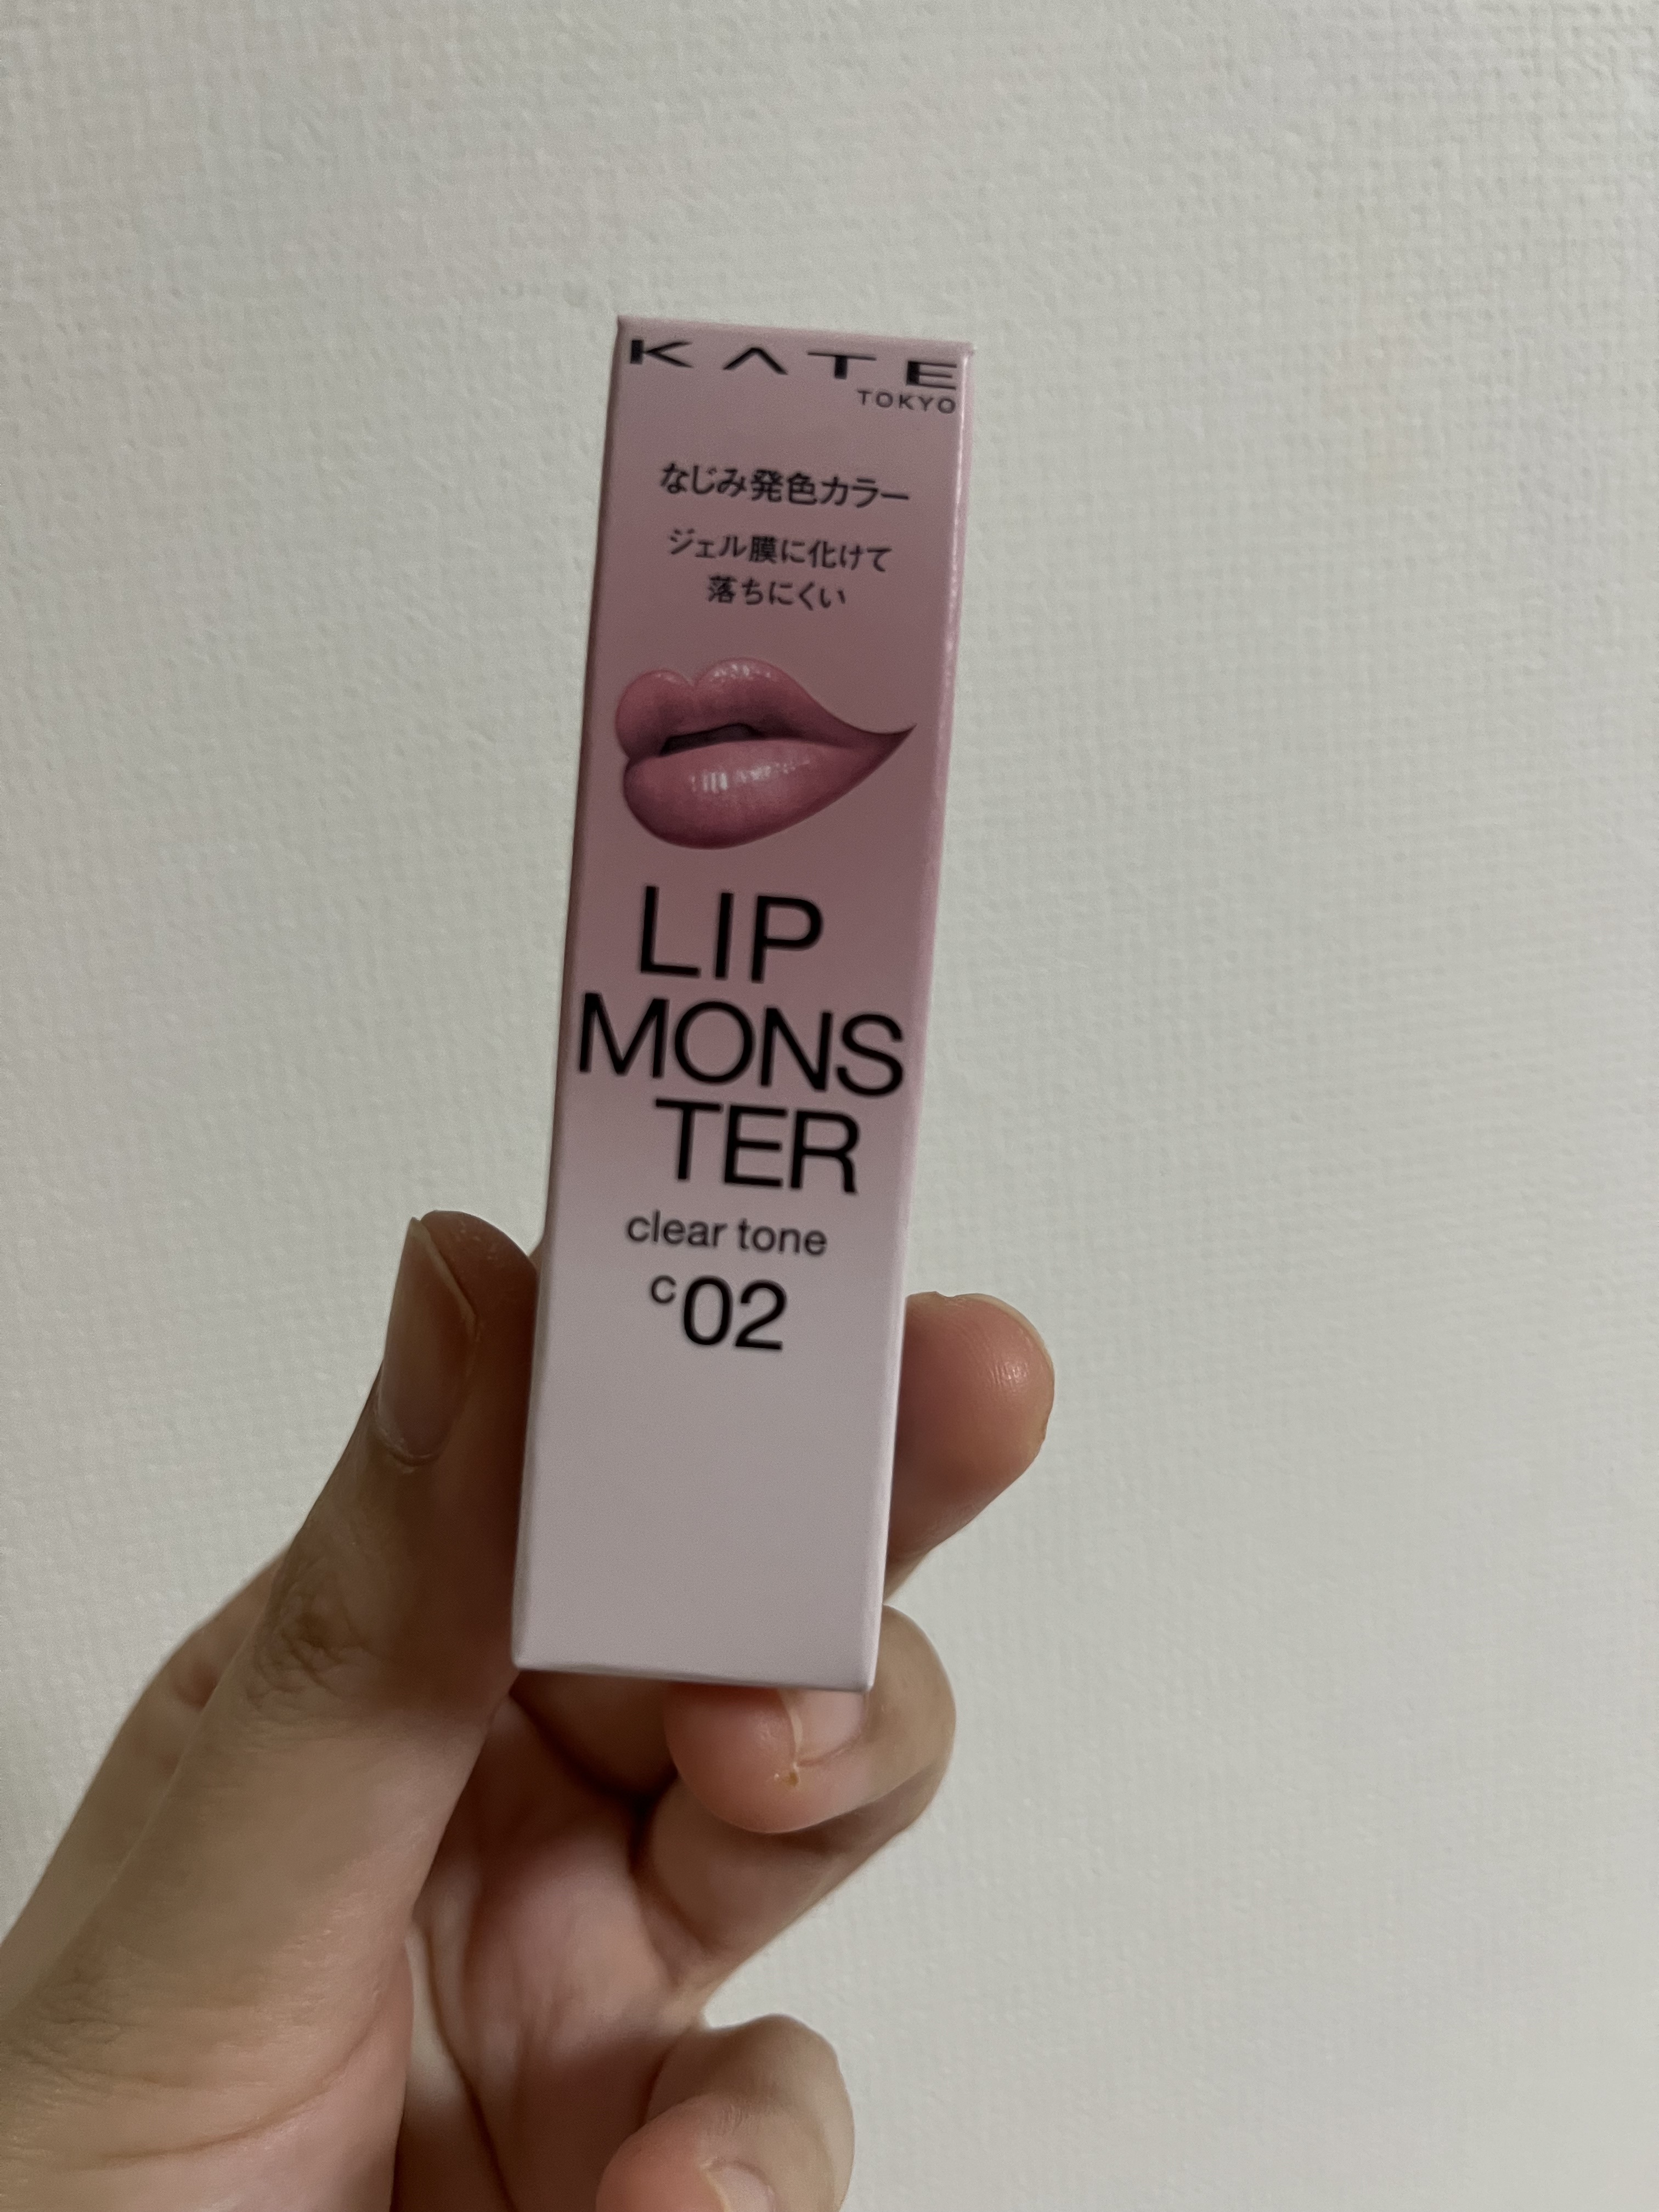 KATE
TOKYO
なじみ発色カラー
ジェル膜に化けて
落ちにくい
LIP
MONS
TER
clear tone
c02